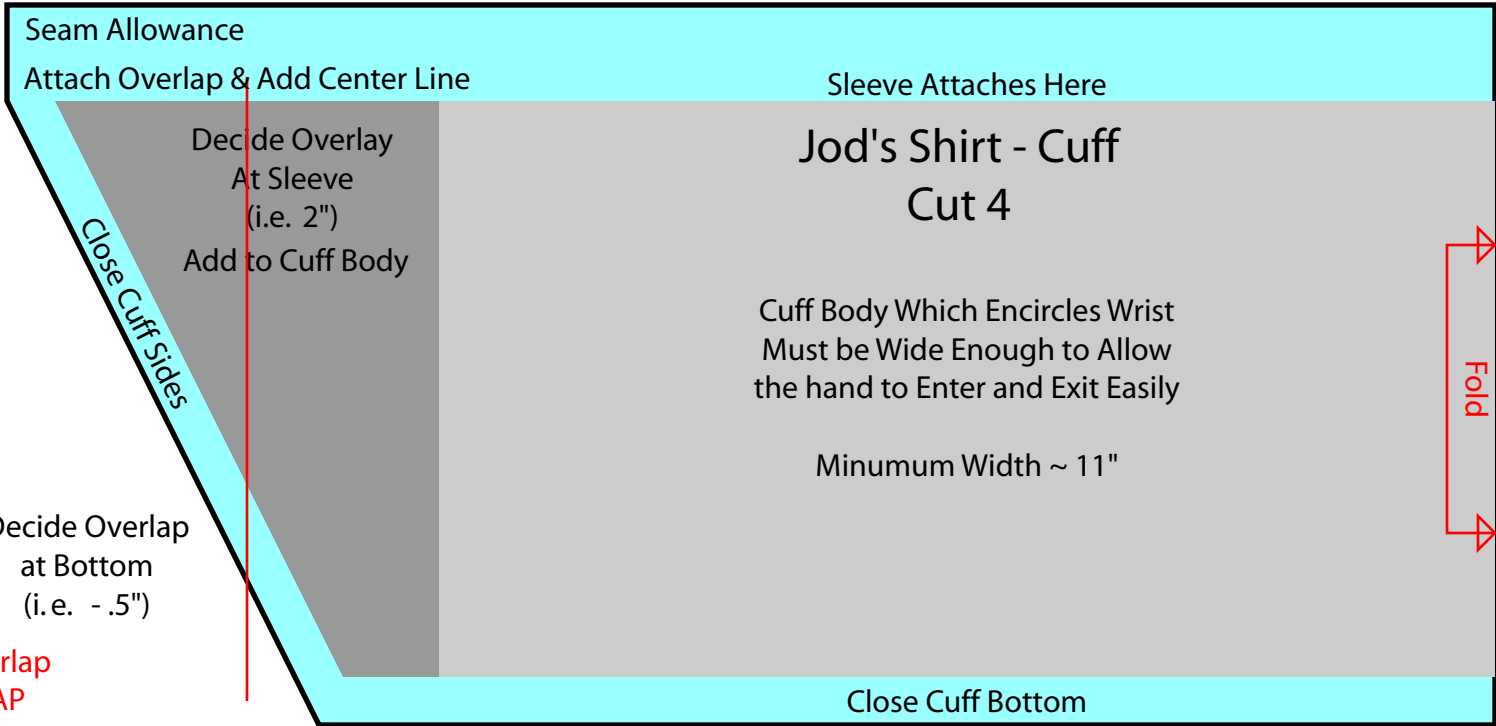 Seam Allowance
Attach Overlap & Add Center Line
Sleeve Attaches Here
Decide Overlay
At Sleeve
(i.e. 2")
Add to Cuff Body
Jod's Shirt - Cuff
Cut 4
Close Cuff Sides
Cuff Body Which Encircles Wrist
Must be Wide Enough to Allow
the hand to Enter and Exit Easily
Minumum Width ~ 11"
Fold
Decide Overlap
at Bottom
(i. e. - .5")
rlap
AP
Close Cuff Bottom